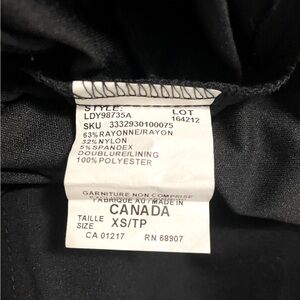 STYLE: LOT
LDY98735A 164212
SKU 3332930100075
63%RAYONNE/RAYON
32%NYLON
5%SPANDEX
DOUBLURE/LINING
100%POLYESTER
GARNITURE NON COMPRISE
FABRIQUE AU / MADE IN
CANADA
TAILLE XS/TP
SIZE
CA 01217 RN 68907